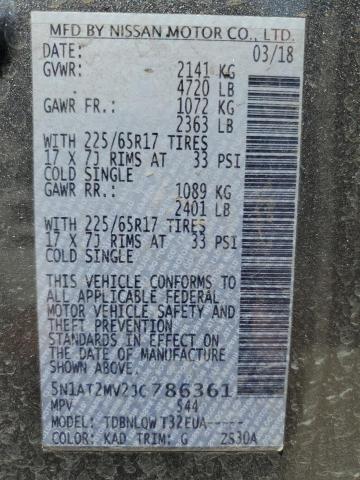 MFD BY NISSAN MOTOR CO., LTD.
DATE: 03/18
GVWR: 2141 KG
4720 LB
GAWR FR: 1072 KG
2363 LB
WITH 225/65R17 TIRES
17 X 7J RIMS AT 33 PSI
COLD SINGLE
GAWR RR: 1089 KG
2401 LB
WITH 225/65R17 TIRES
17 X 7J RIMS AT 33 PSI
COLD SINGLE
THIS VEHICLE CONFORMS TO
ALL APPLICABLE FEDERAL
MOTOR VEHICLE SAFETY AND
THEFT PREVENTION
STANDARDS IN EFFECT ON
THE DATE OF MANUFACTURE
SHOWN ABOVE.
5N1AT2MV2JC786361
MPV 544
MODEL: TDBNLQW T32EUA-----
COLOR: KAD TRIM: G 2S30A